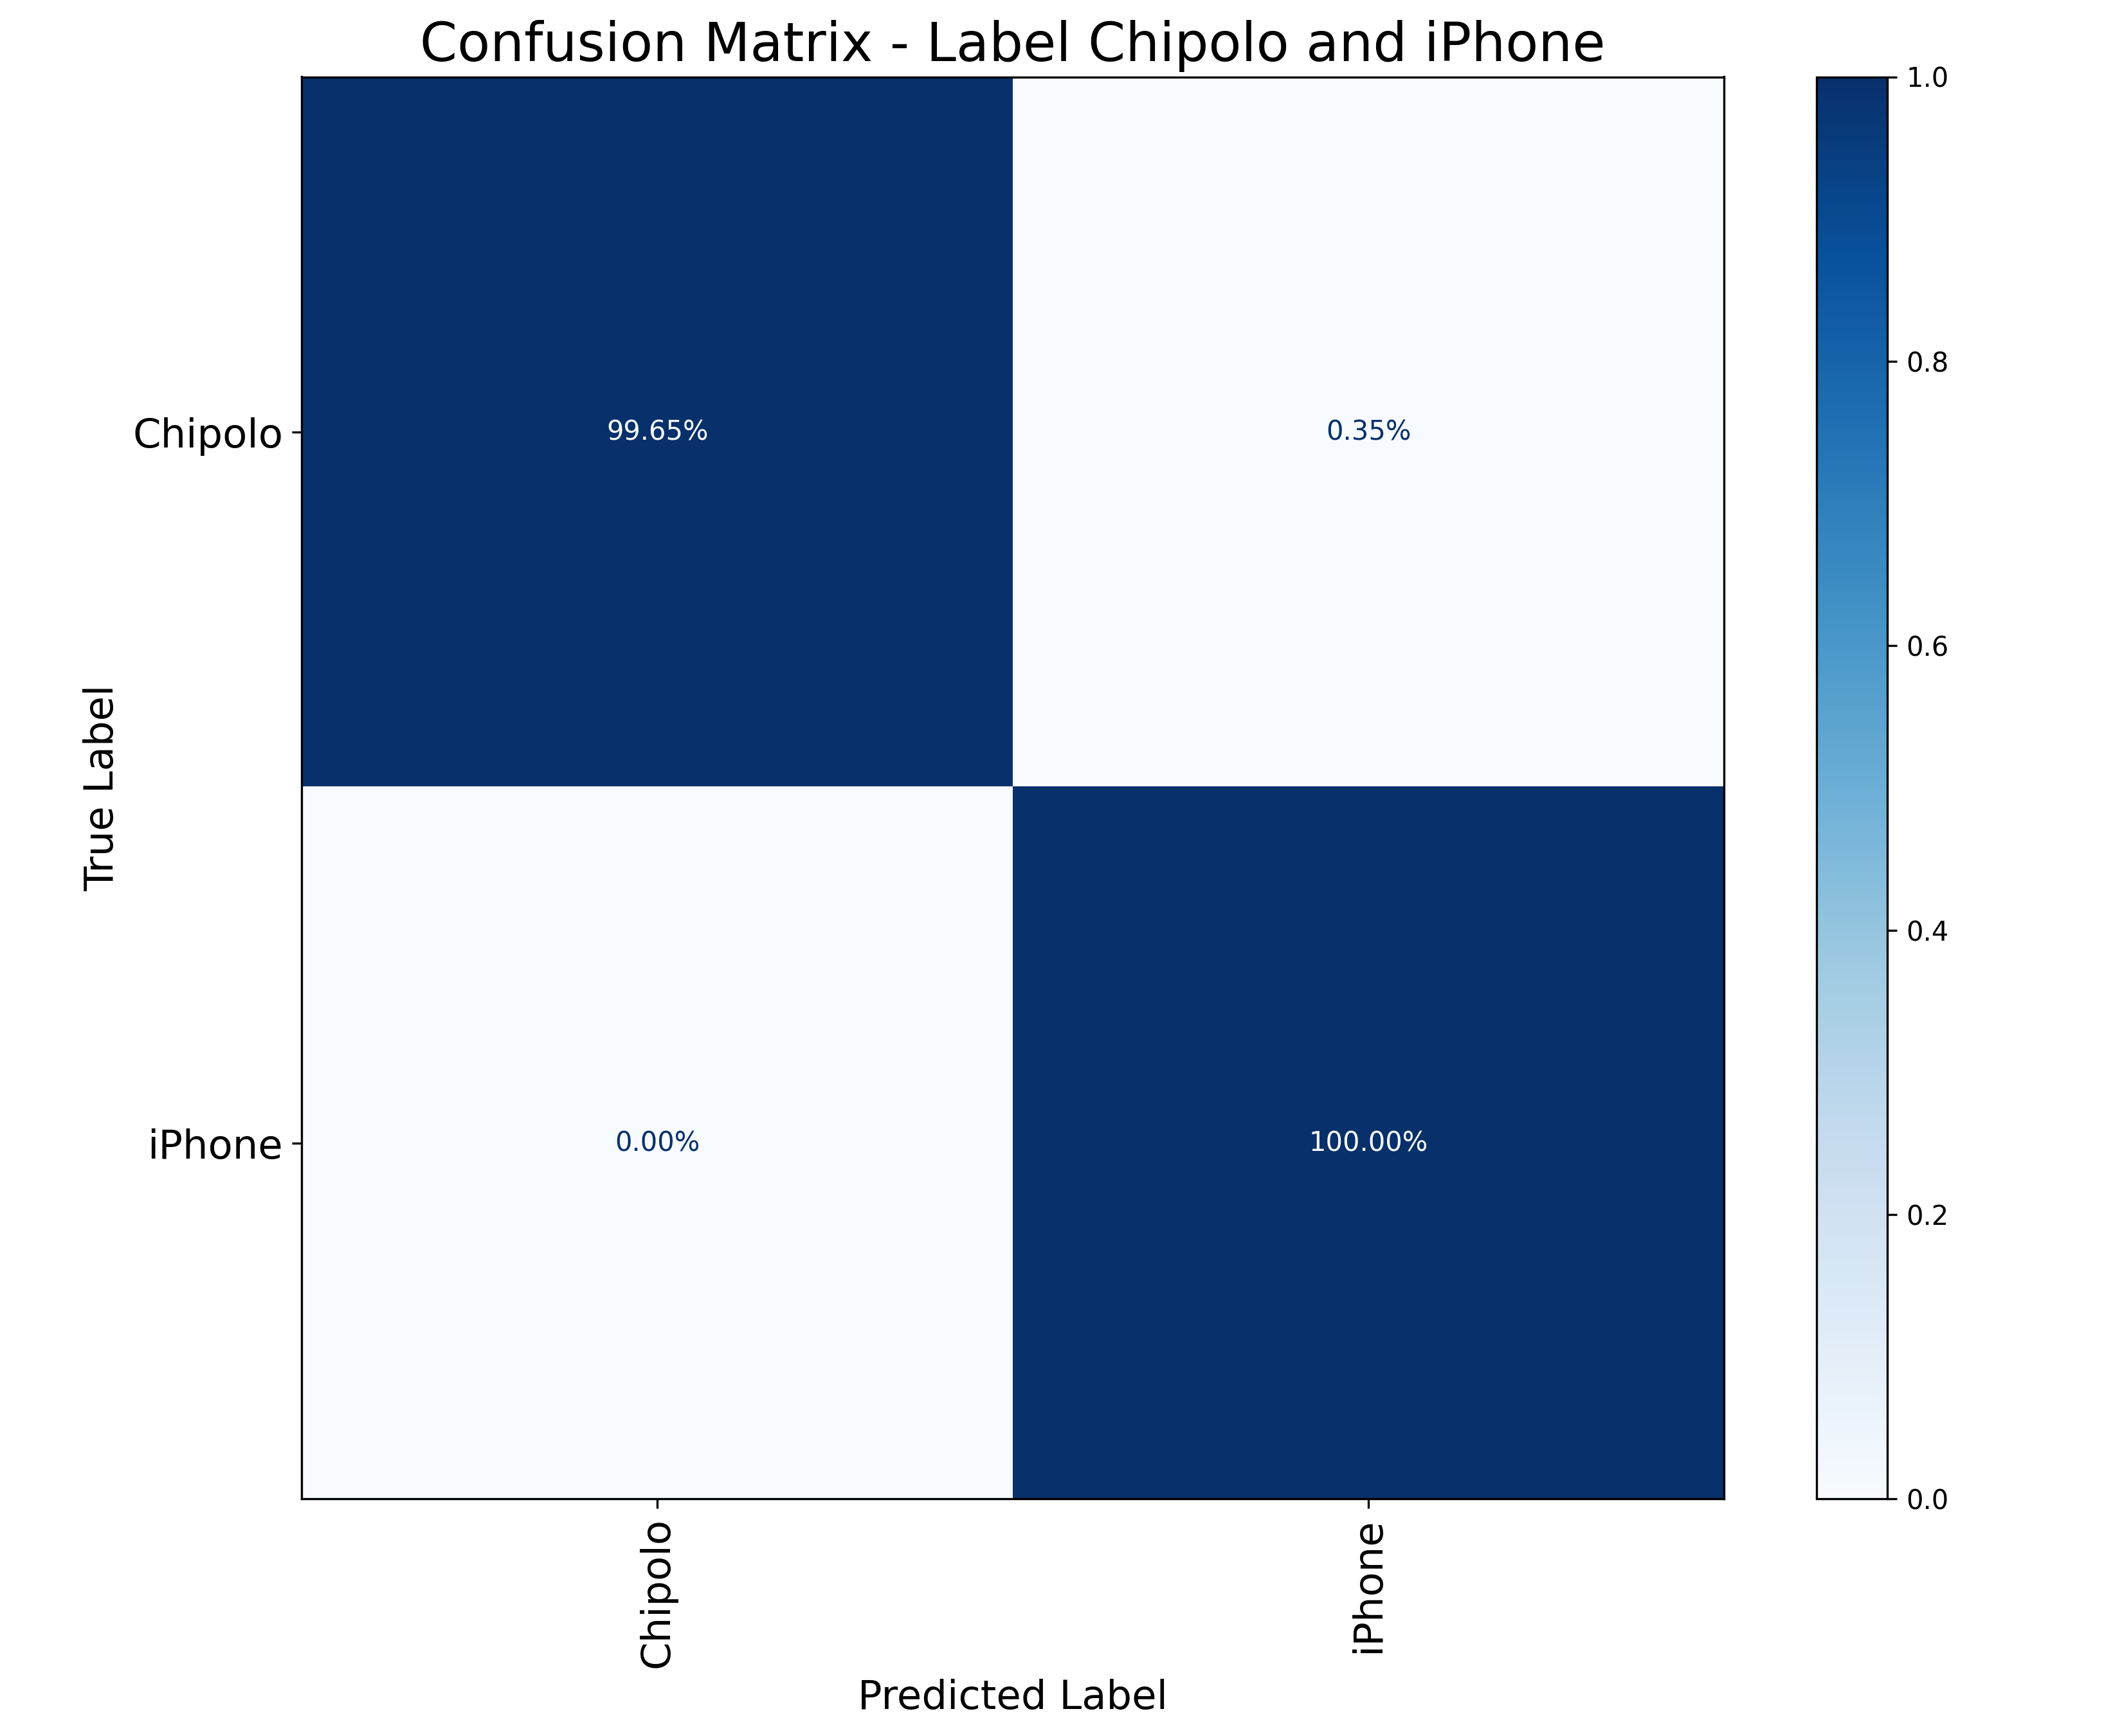 Confusion Matrix - Label Chipolo and iPhone
True Label
Chipolo
99.65%
0.35%
iPhone
0.00%
100.00%
Chipolo
iPhone
Predicted Label
1.0
0.8
0.6
0.4
0.2
0.0